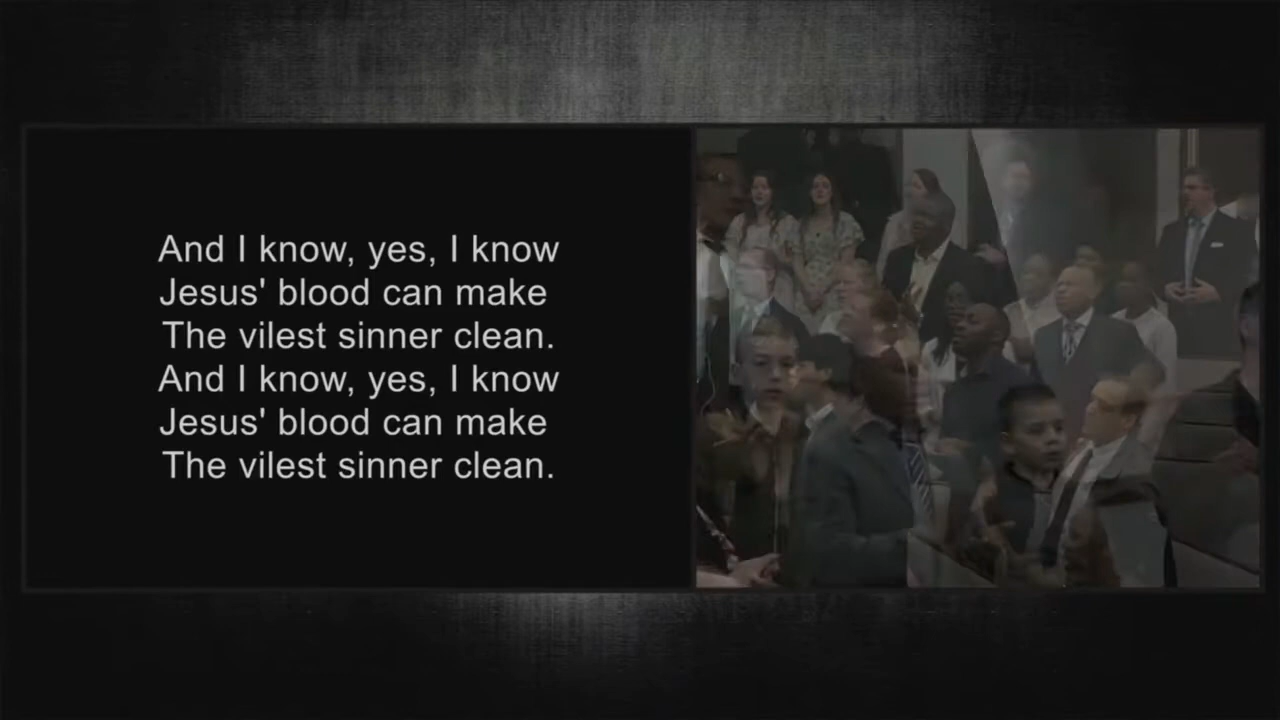 And I know, yes, I know
Jesus' blood can make
The vilest sinner clean.
And I know, yes, I know
Jesus' blood can make
The vilest sinner clean.